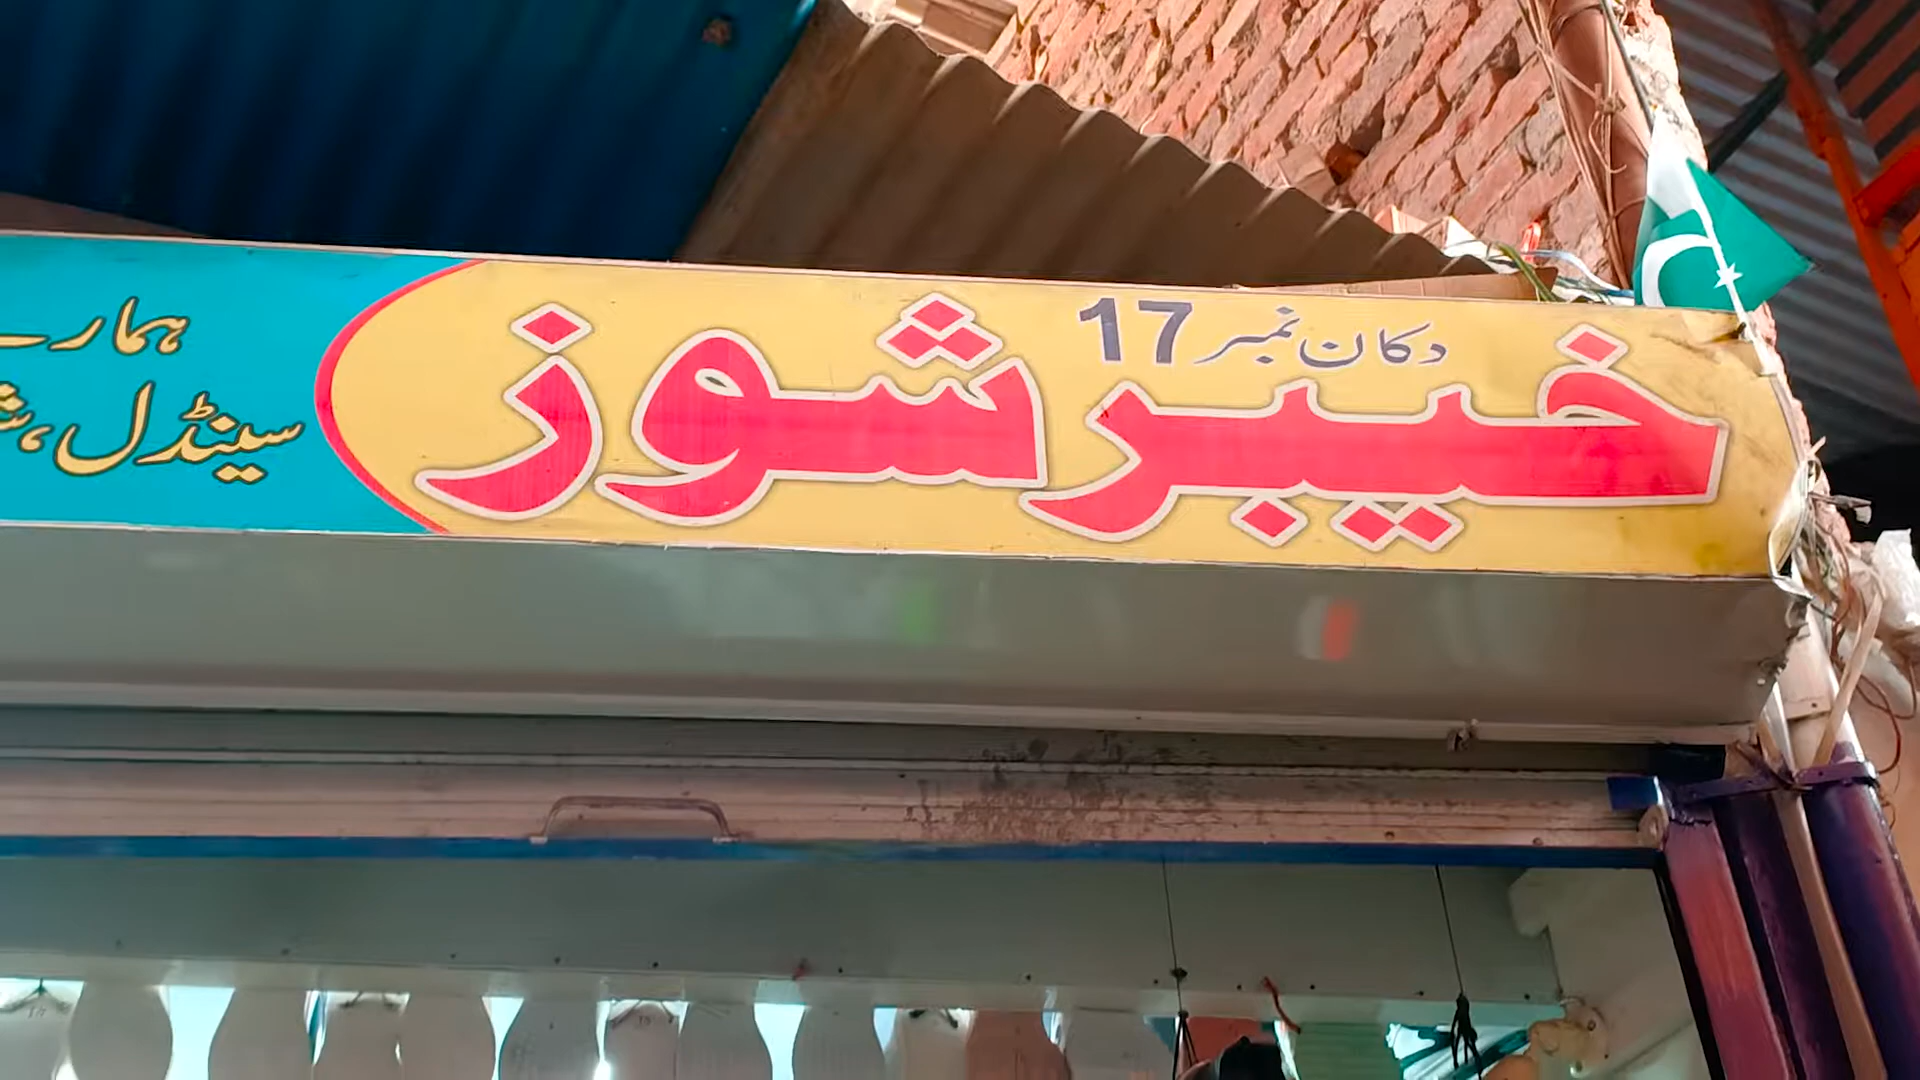 دکان نمبر 17
خیبر شوز
ہمارے
سینڈل،